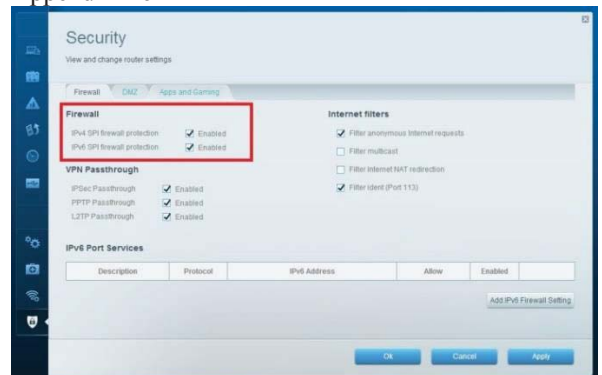 Security
View and change router settings
Firewall
DMZ
Apps and Gaming
Firewall
IPv4 SPI firewall protection Enabled
IPv6 SPI firewall protection Enabled
VPN Passthrough
IPSec Passthrough Enabled
PPTP Passthrough Enabled
L2TP Passthrough Enabled
Internet filters
Filter anonymous Internet requests
Filter multicast
Filter Internet NAT redirection
Filter ident (Port 113)
IPv6 Port Services
Description Protocol IPv6 Address Allow Enabled
Add IPv6 Firewall Setting
Ok Cancel Apply